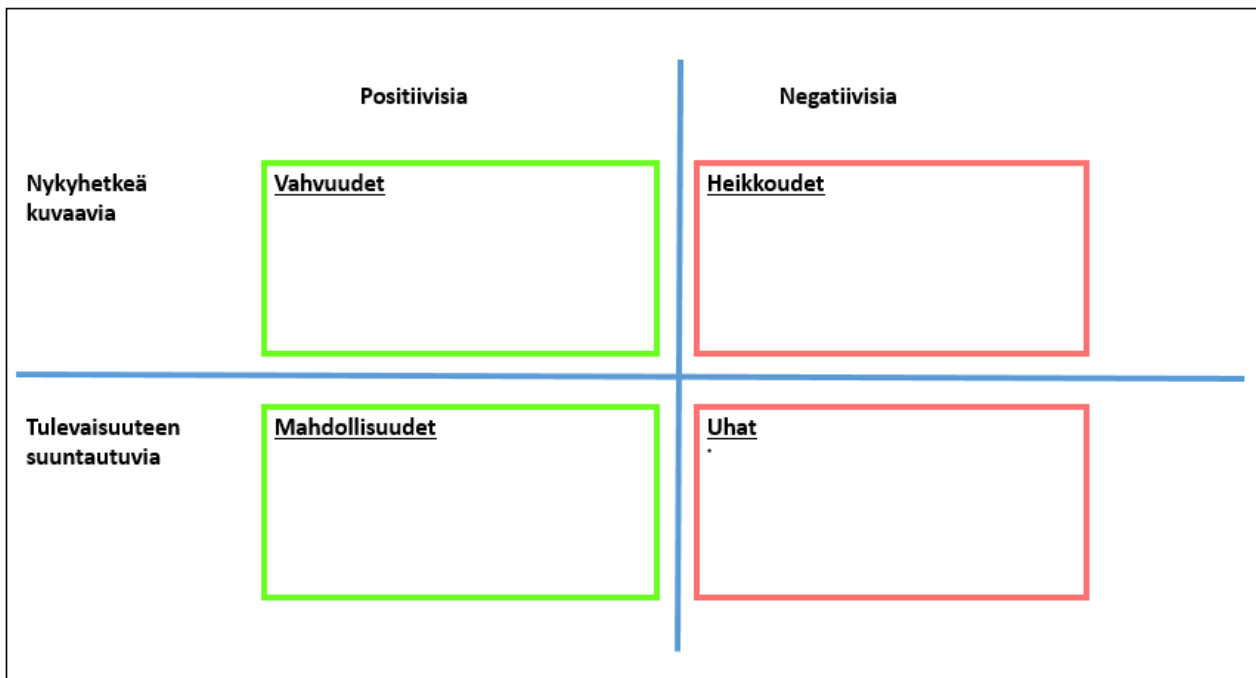 Positiivisia
Negatiivisia
Nykyhetkeä
kuvaavia
Vahvuudet
Heikkoudet
Tulevaisuuteen
suuntautuvia
Mahdollisuudet
Uhat